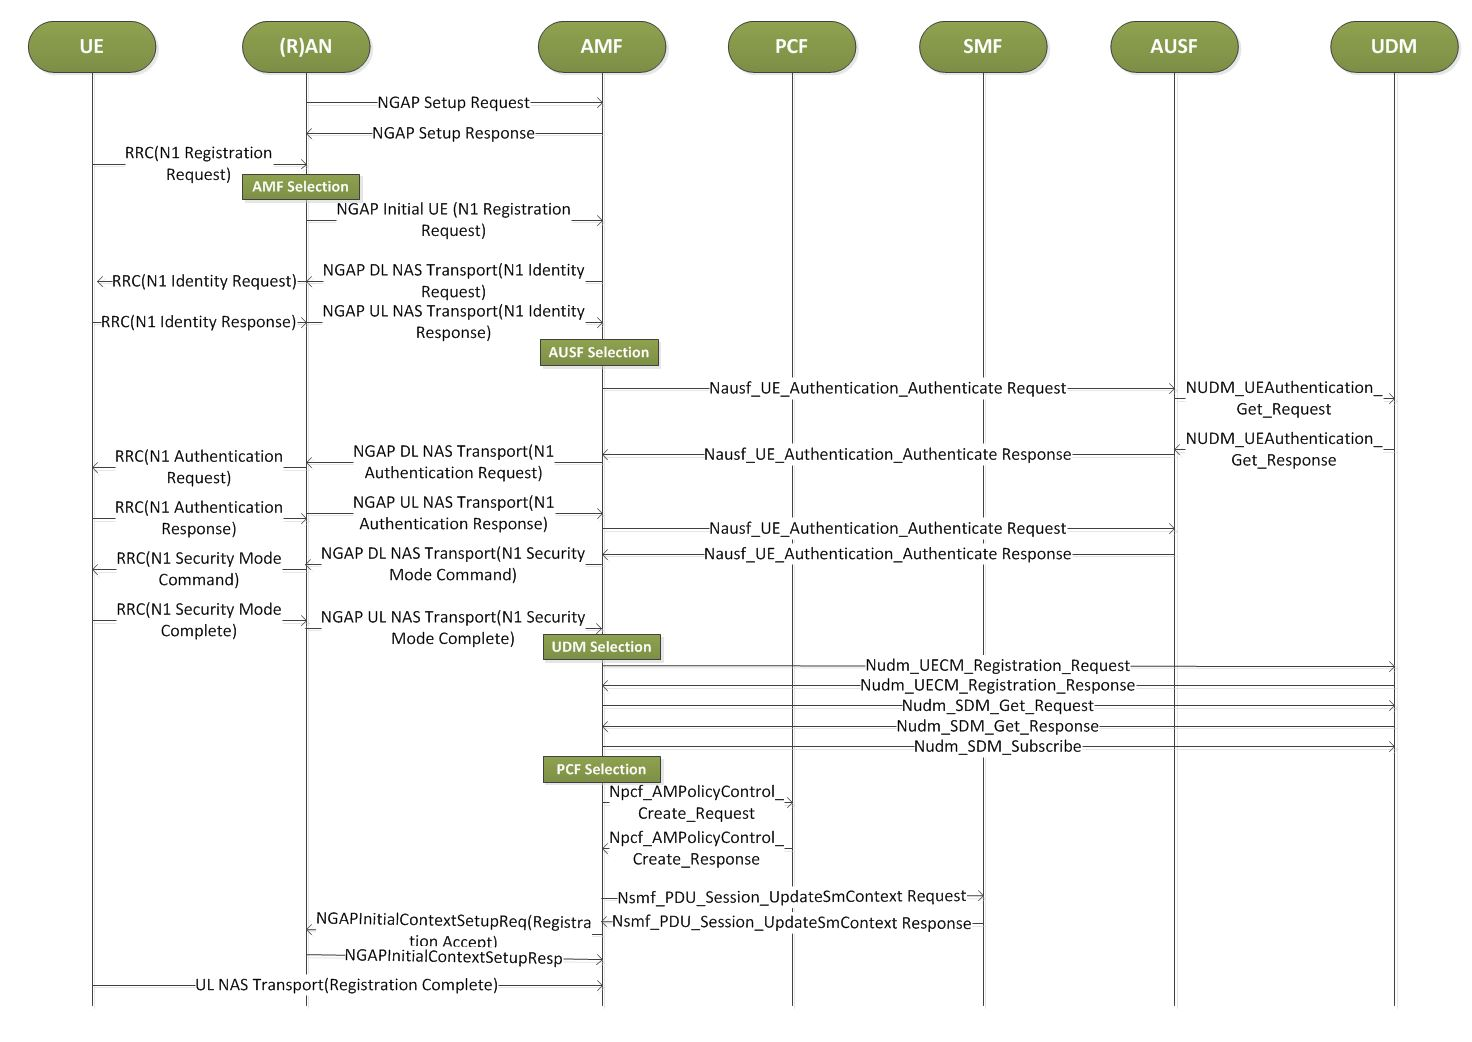 UE
(R)AN
AMF
PCF
SMF
AUSF
UDM
NGAP Setup Request
NGAP Setup Response
RRC(N1 Registration
Request)
AMF Selection
NGAP Initial UE (N1 Registration
Request)
RRC(N1 Identity Request)
NGAP DL NAS Transport(N1 Identity
Request)
RRC(N1 Identity Response)
NGAP UL NAS Transport(N1 Identity
Response)
AUSF Selection
Nausf_UE_Authentication_Authenticate Request
NUDM_UEAuthentication_
Get_Request
NUDM_UEAuthentication_
Get_Response
Nausf_UE_Authentication_Authenticate Response
NGAP DL NAS Transport(N1
Authentication Request)
RRC(N1 Authentication
Request)
RRC(N1 Authentication
Response)
NGAP UL NAS Transport(N1
Authentication Response)
Nausf_UE_Authentication_Authenticate Request
Nausf_UE_Authentication_Authenticate Response
NGAP DL NAS Transport(N1 Security
Mode Command)
RRC(N1 Security Mode
Command)
RRC(N1 Security Mode
Complete)
NGAP UL NAS Transport(N1 Security
Mode Complete)
UDM Selection
Nudm_UECM_Registration_Request
Nudm_UECM_Registration_Response
Nudm_SDM_Get_Request
Nudm_SDM_Get_Response
Nudm_SDM_Subscribe
PCF Selection
Npcf_AMPolicyControl_
Create_Request
Npcf_AMPolicyControl_
Create_Response
Nsmf_PDU_Session_UpdateSmContext Request
Nsmf_PDU_Session_UpdateSmContext Response
NGAPInitialContextSetupReq(Registra
tion Accept)
NGAPInitialContextSetupResp
UL NAS Transport(Registration Complete)